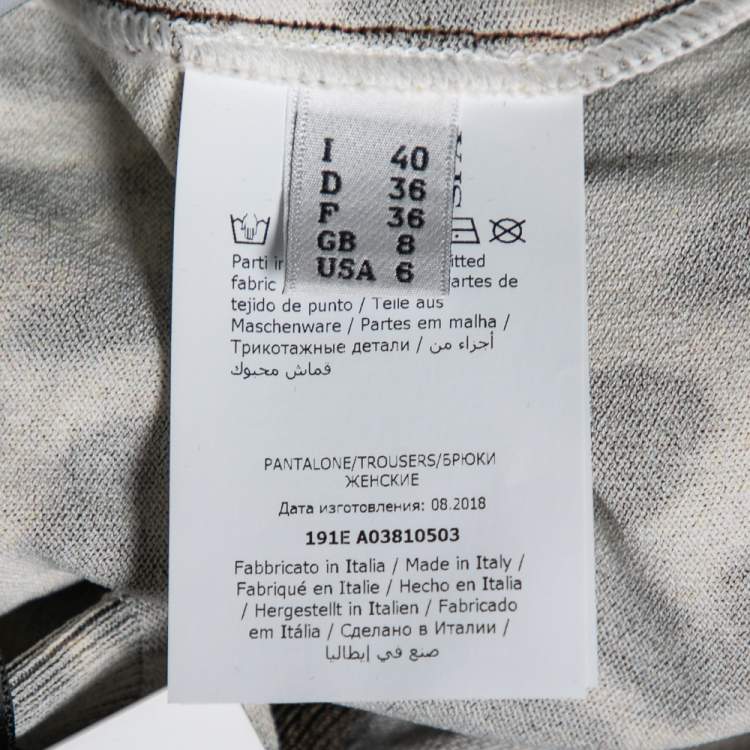 I 40
D 36
F 36
GB 8
USA 6
Parti
fabric / artes de
tejido de punto / Teile aus
Maschenware / Partes em malha /
Трикотажные детали / أجزاء من
قماش محبوك
PANTALONE/TROUSERS/БРЮКИ
ЖЕНСКИЕ
Дата изготовления: 08.2018
191E A03810503
Fabbricato in Italia / Made in Italy /
Fabriqué en Italie / Hecho en Italia
/ Hergestellt in Italien / Fabricado
em Itália / Сделано в Италии /
صنع في إيطاليا